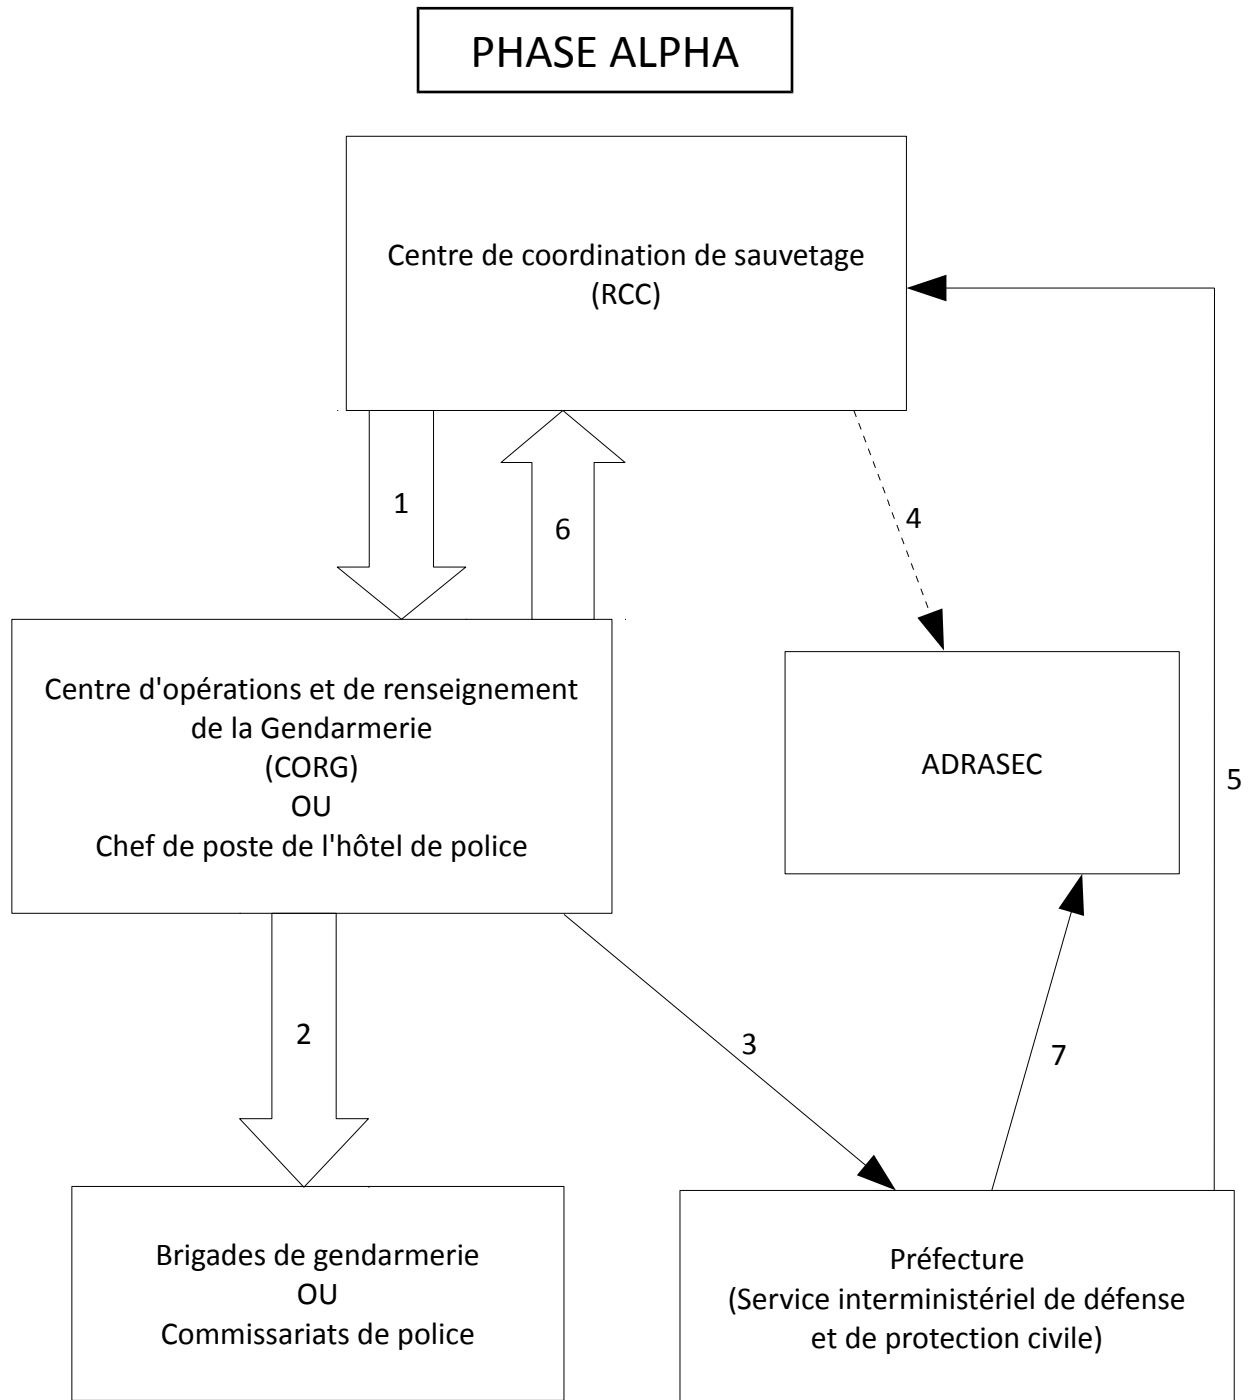 PHASE ALPHA
Centre de coordination de sauvetage
(RCC)
1
6
4
Centre d'opérations et de renseignement
de la Gendarmerie
(CORG)
OU
Chef de poste de l'hôtel de police
ADRASEC
5
2
3
7
Brigades de gendarmerie
OU
Commissariats de police
Préfecture
(Service interministériel de défense
et de protection civile)